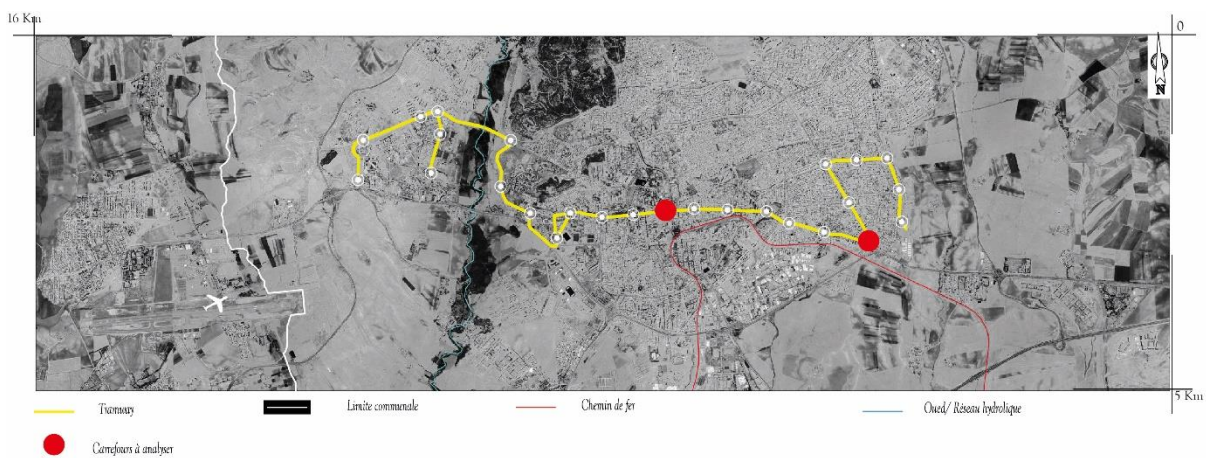 16 Km
0
N
5 Km
Tramway
Limite communale
Chemin de fer
Oued/ Réseau hydrolique
Carrefours à analyser